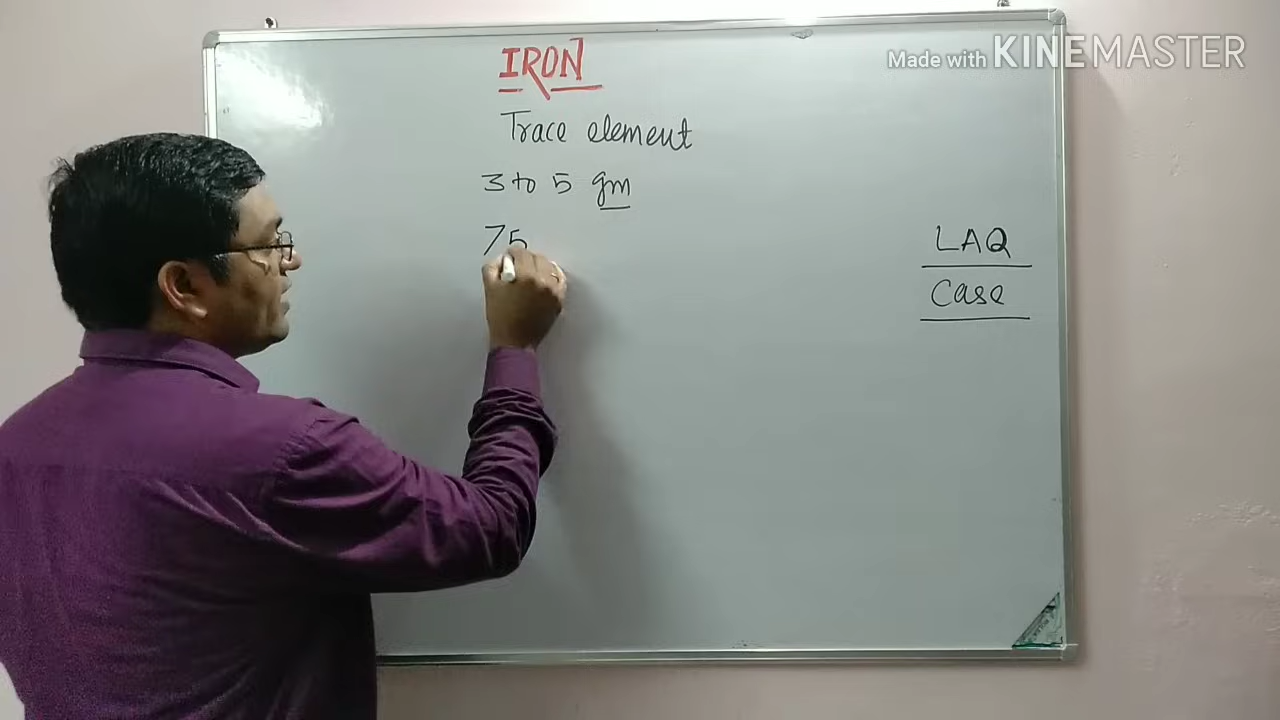 IRON
Trace element
3 to 5 gm
75
LAQ
Case
Made with KINEMASTER